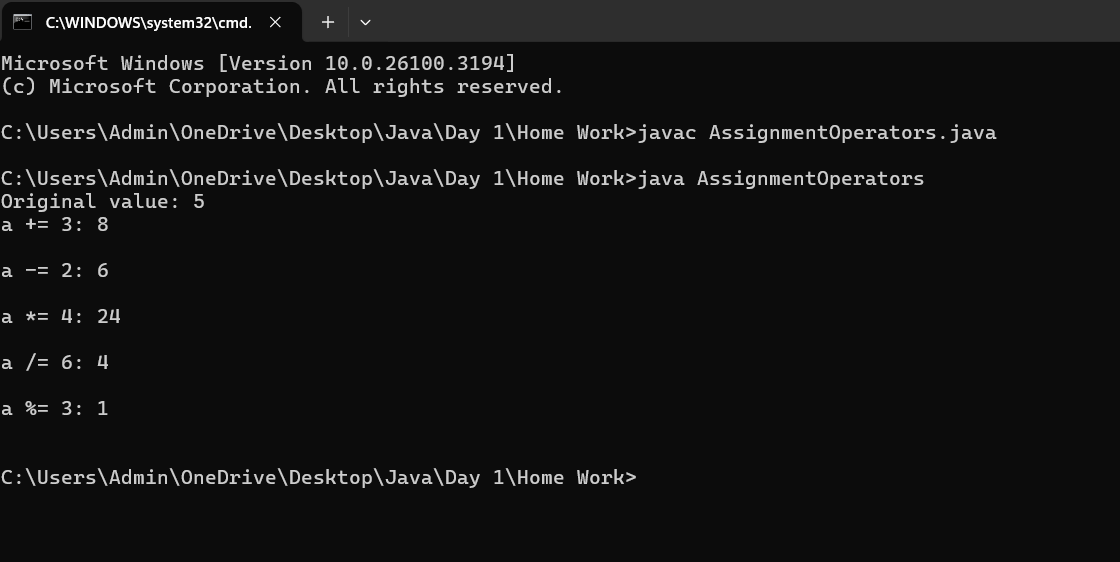 C:\WINDOWS\system32\cmd.
Microsoft Windows [Version 10.0.26100.3194]
(c) Microsoft Corporation. All rights reserved.
C:\Users\Admin\OneDrive\Desktop\Java\Day 1\Home Work>javac AssignmentOperators.java
C:\Users\Admin\OneDrive\Desktop\Java\Day 1\Home Work>java AssignmentOperators
Original value: 5
a += 3: 8
a -= 2: 6
a *= 4: 24
a /= 6: 4
a %= 3: 1
C:\Users\Admin\OneDrive\Desktop\Java\Day 1\Home Work>